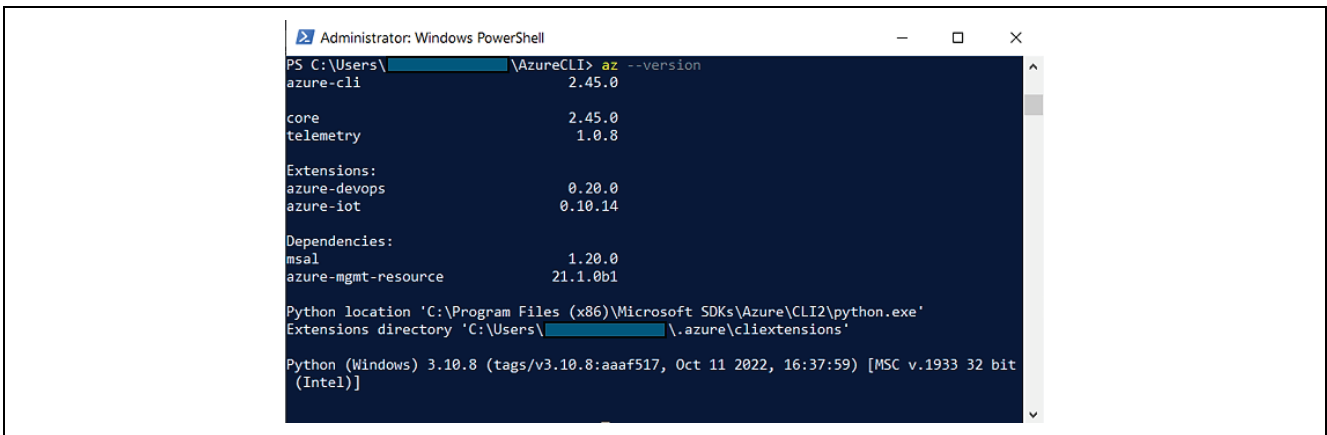 Administrator: Windows PowerShell
PS C:\Users\ \AzureCLI> az --version
azure-cli 2.45.0
core 2.45.0
telemetry 1.0.8
Extensions:
azure-devops 0.20.0
azure-iot 0.10.14
Dependencies:
msal 1.20.0
azure-mgmt-resource 21.1.0b1
Python location 'C:\Program Files (x86)\Microsoft SDKs\Azure\CLI2\python.exe'
Extensions directory 'C:\Users\ \.azure\cliextensions'
Python (Windows) 3.10.8 (tags/v3.10.8:aaaf517, Oct 11 2022, 16:37:59) [MSC v.1933 32 bit
(Intel)]